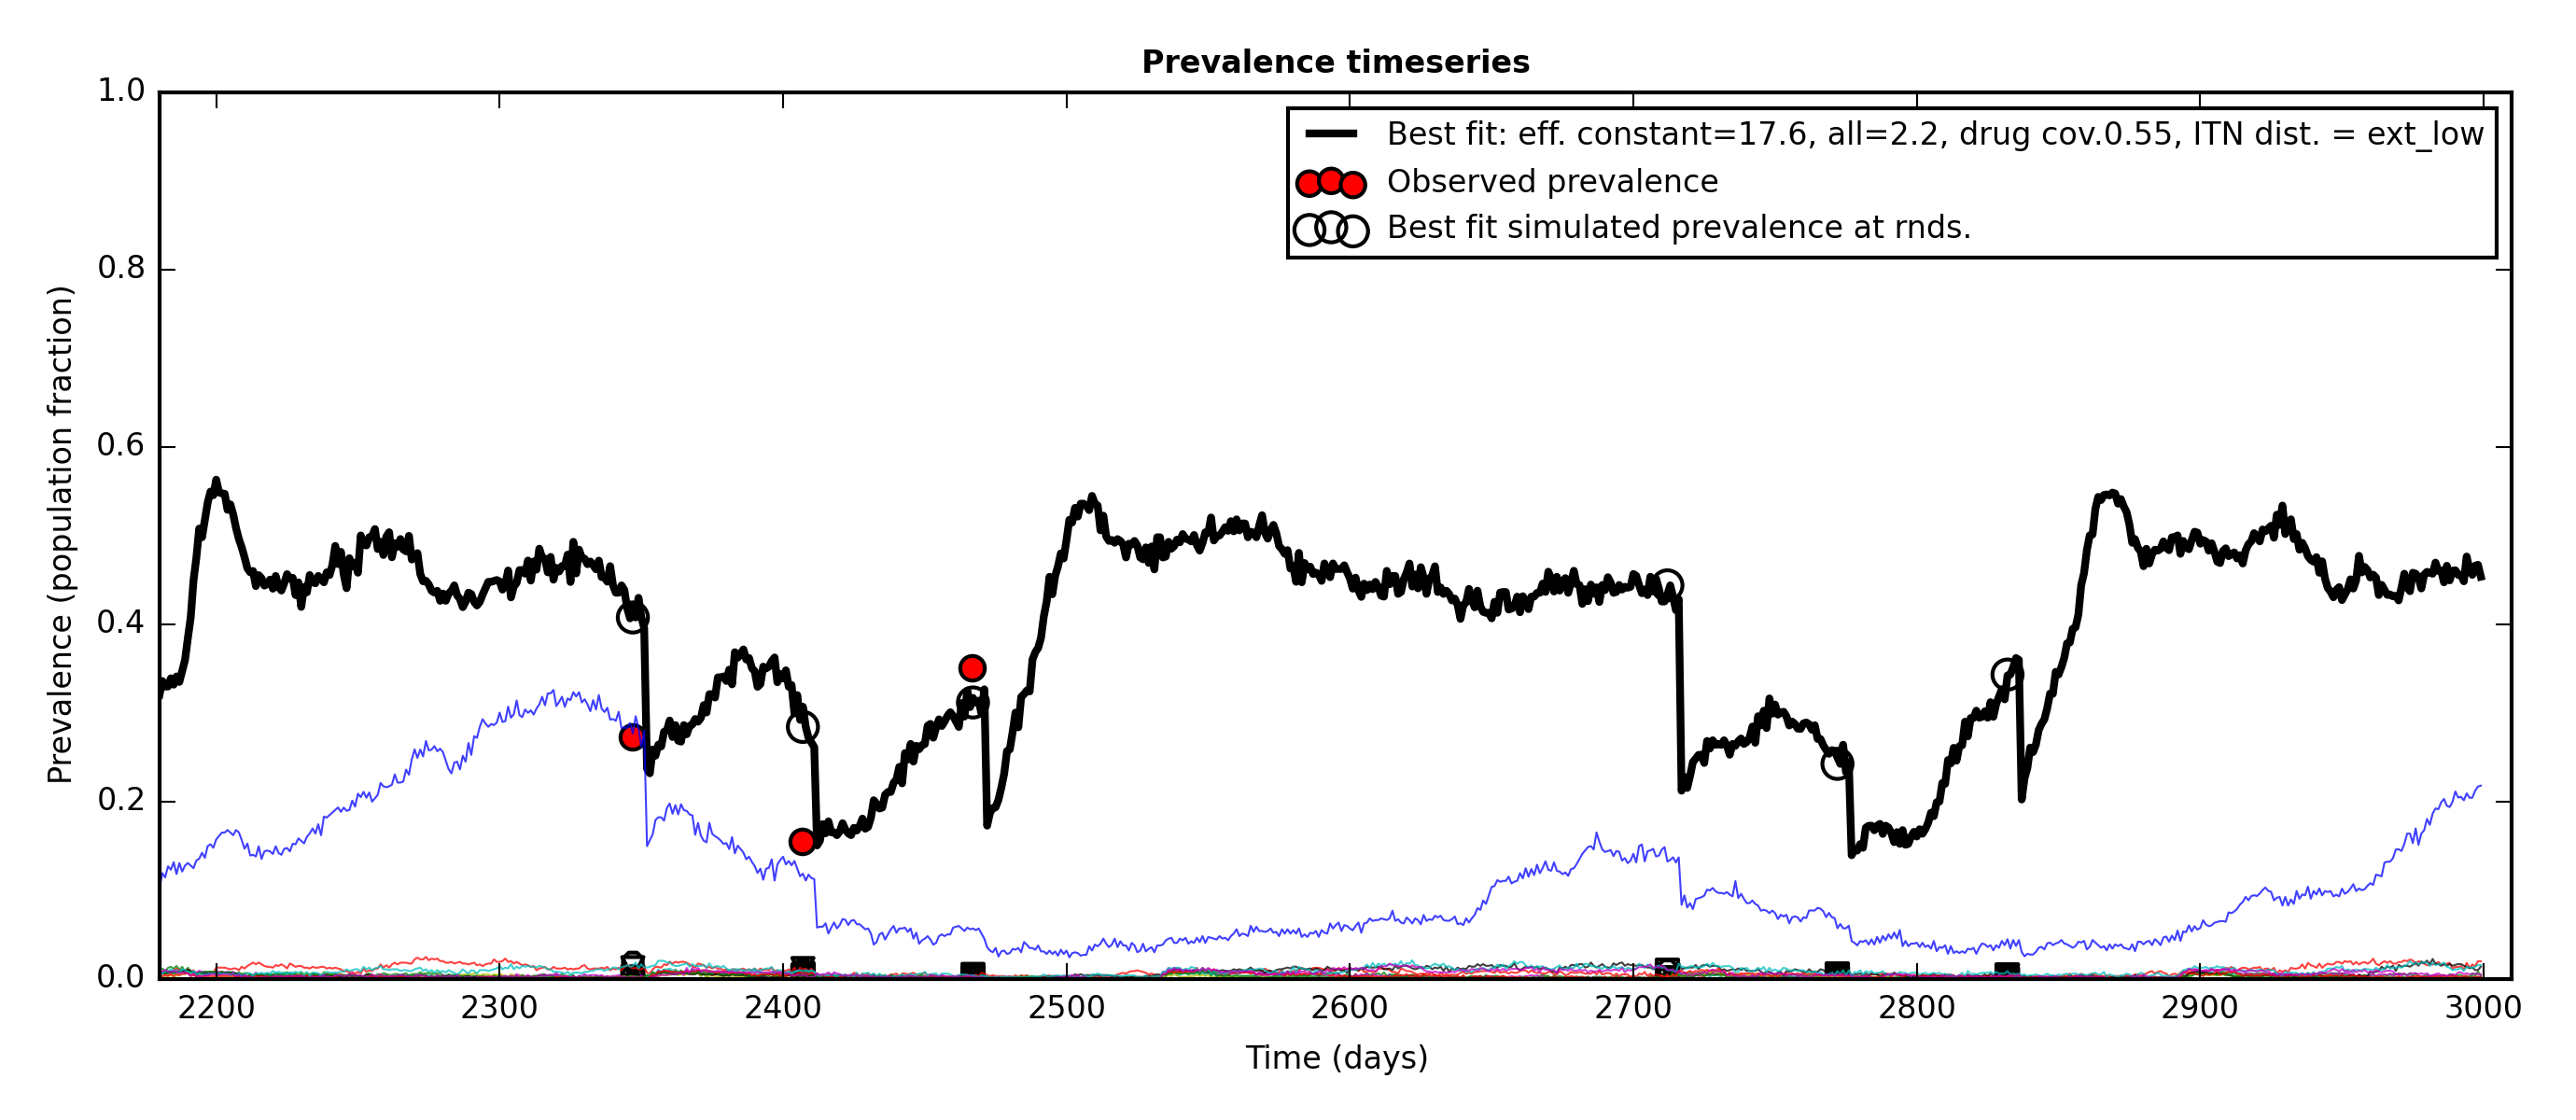 Prevalence timeseries
1.0
0.8
0.6
0.4
0.2
0.0
Prevalence (population fraction)
Best fit: eff. constant=17.6, all=2.2, drug cov.0.55, ITN dist. = ext_low
Observed prevalence
Best fit simulated prevalence at rnds.
2200 2300 2400 2500 2600 2700 2800 2900 3000
Time (days)